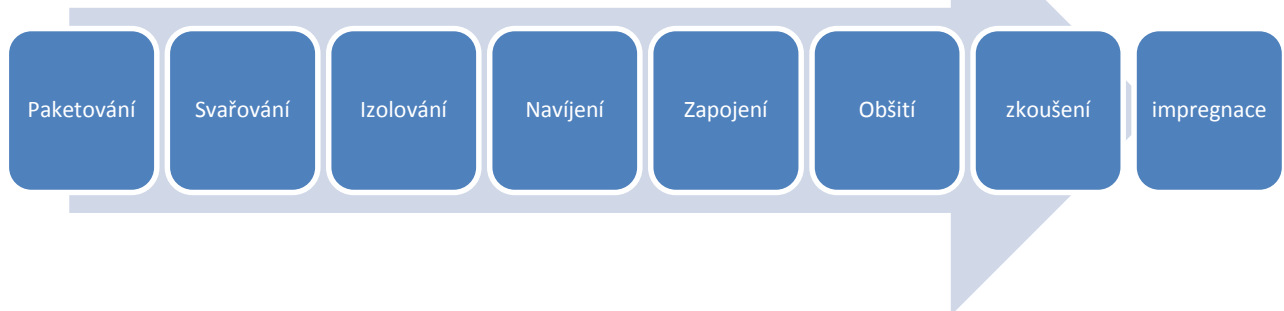 Paketování
Svařování
Izolování
Navíjení
Zapojení
Obšití
zkoušení
impregnace